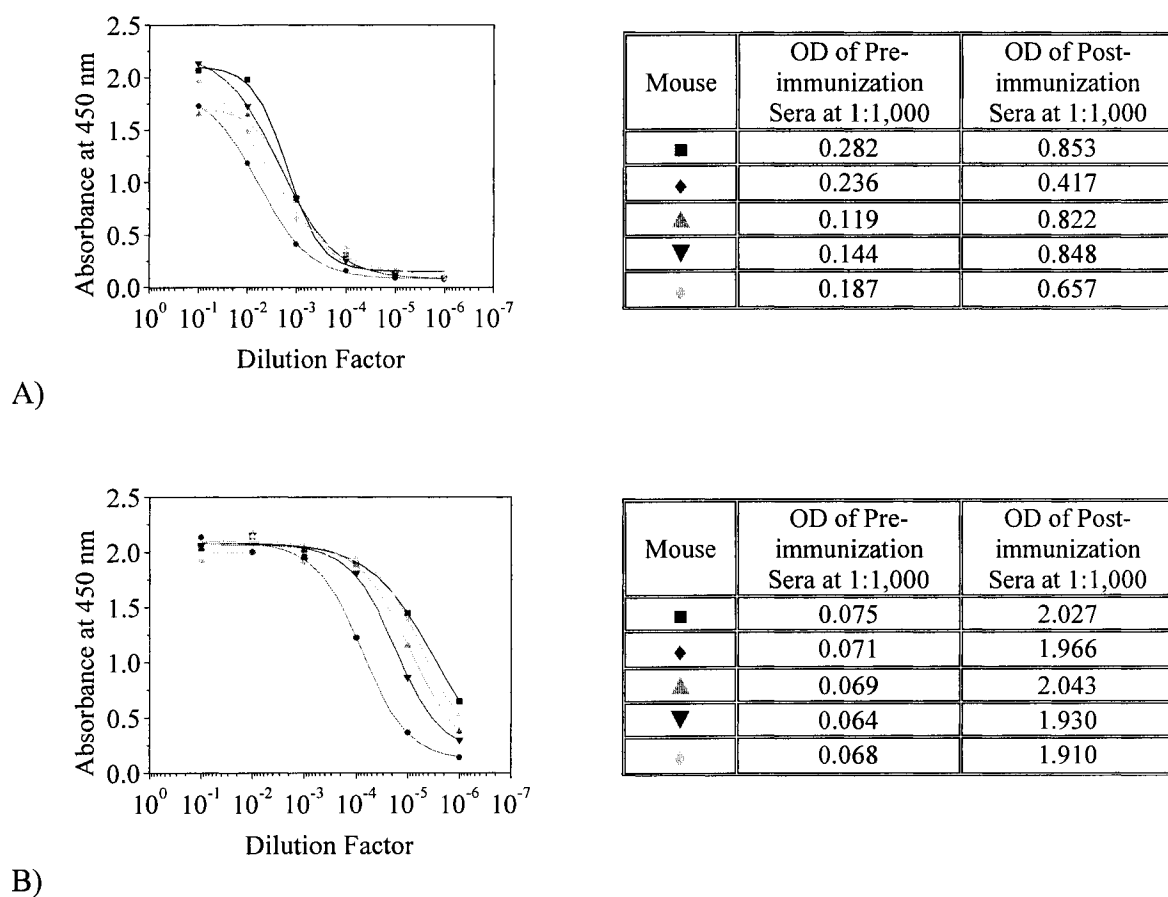 2.5
2.0
1.5
1.0
0.5
0.0
Absorbance at 450 nm
10⁰ 10⁻¹ 10⁻² 10⁻³ 10⁻⁴ 10⁻⁵ 10⁻⁶ 10⁻⁷
Dilution Factor
Mouse
OD of Pre-
immunization
Sera at 1:1,000
OD of Post-
immunization
Sera at 1:1,000
0.282 0.853
0.236 0.417
0.119 0.822
0.144 0.848
0.187 0.657
A)
2.5
2.0
1.5
1.0
0.5
0.0
Absorbance at 450 nm
10⁰ 10⁻¹ 10⁻² 10⁻³ 10⁻⁴ 10⁻⁵ 10⁻⁶ 10⁻⁷
Dilution Factor
Mouse
OD of Pre-
immunization
Sera at 1:1,000
OD of Post-
immunization
Sera at 1:1,000
0.075 2.027
0.071 1.966
0.069 2.043
0.064 1.930
0.068 1.910
B)